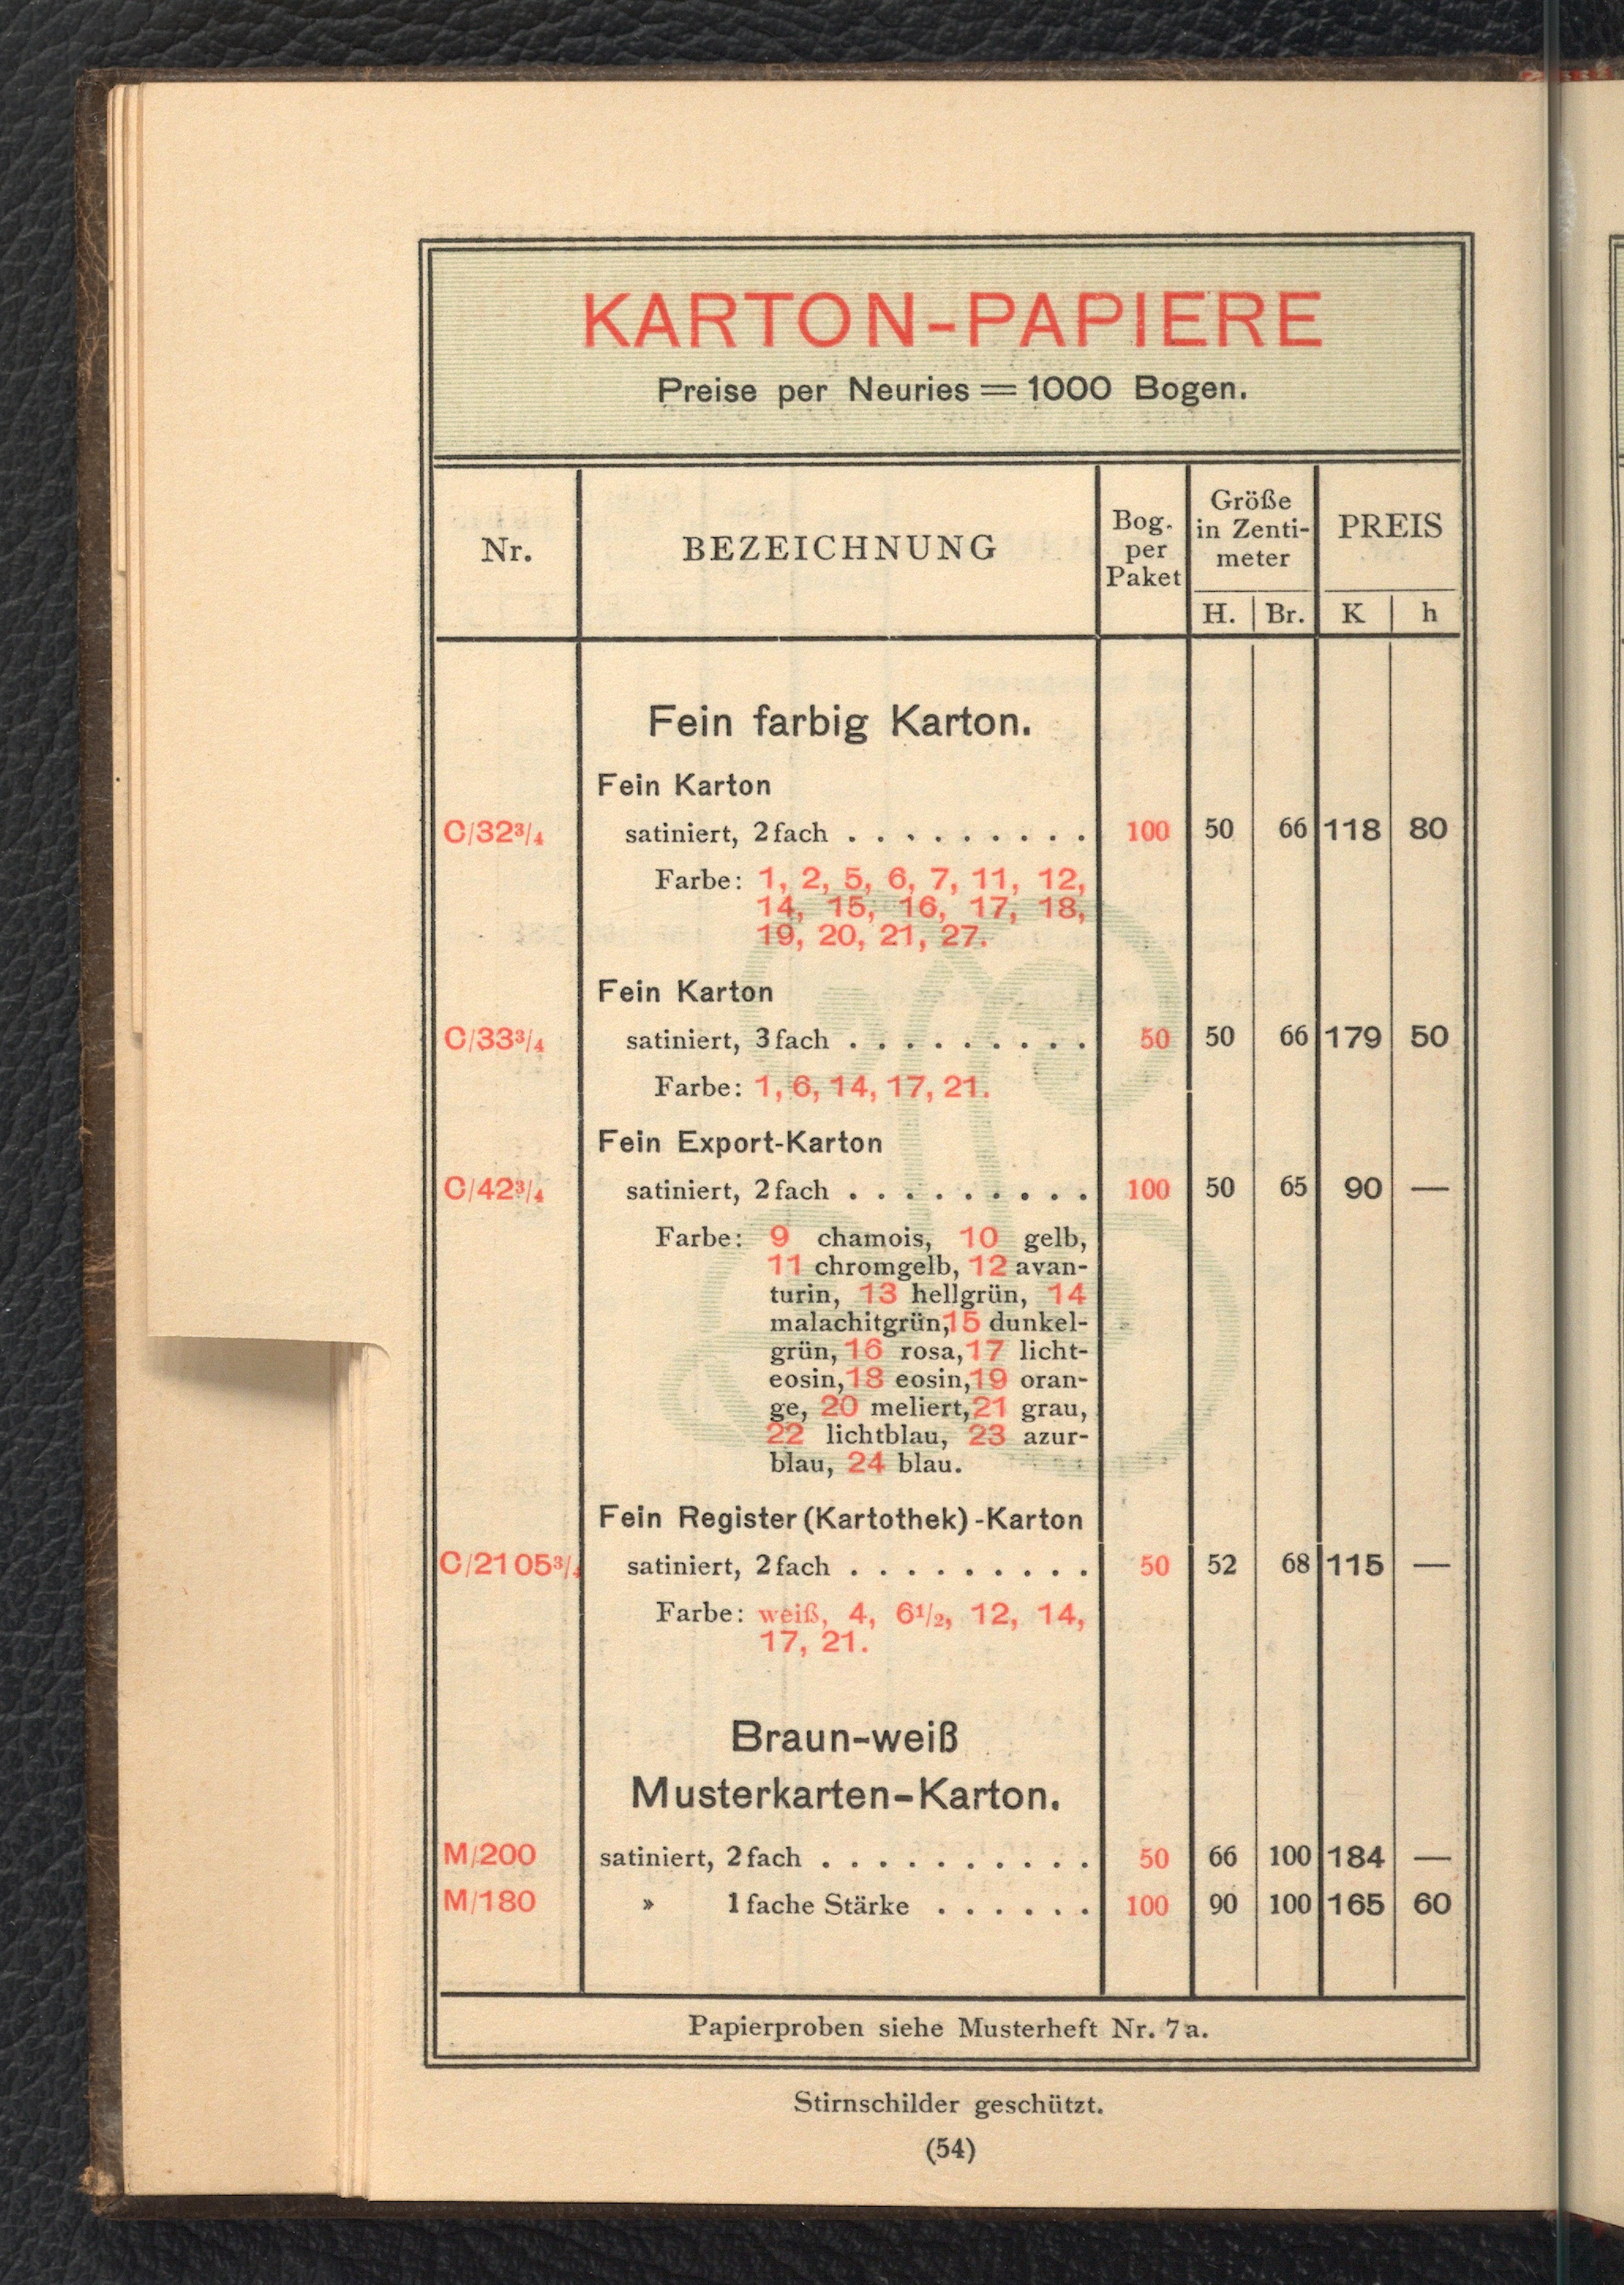 KARTON-PAPIERE
Preise per Neuries = 1000 Bogen.
Nr.
BEZEICHNUNG
Bog.
per
Paket
Größe
in Zenti-
meter
H. Br.
PREIS
K h
Fein farbig Karton.
Fein Karton
C/32³/₄ satiniert, 2fach . . . . . . . . . 100 50 66 118 80
Farbe: 1, 2, 5, 6, 7, 11, 12,
14, 15, 16, 17, 18,
19, 20, 21, 27.
Fein Karton
C/33³/₄ satiniert, 3fach . . . . . . . . . 50 50 66 179 50
Farbe: 1, 6, 14, 17, 21.
Fein Export-Karton
C/42³/₄ satiniert, 2fach . . . . . . . . . 100 50 65 90 —
Farbe: 9 chamois, 10 gelb,
11 chromgelb, 12 avan-
turin, 13 hellgrün, 14
malachitgrün, 15 dunkel-
grün, 16 rosa, 17 licht-
eosin, 18 eosin, 19 oran-
ge, 20 meliert, 21 grau,
22 lichtblau, 23 azur-
blau, 24 blau.
Fein Register (Kartothek)-Karton
C/2105³/₄ satiniert, 2fach . . . . . . . . . 50 52 68 115 —
Farbe: weiß, 4, 6¹/₂, 12, 14,
17, 21.
Braun-weiß
Musterkarten-Karton.
M/200 satiniert, 2fach . . . . . . . . . . 50 66 100 184 —
M/180 » 1fache Stärke . . . . . . 100 90 100 165 60
Papierproben siehe Musterheft Nr. 7a.
Stirnschilder geschützt.
(54)